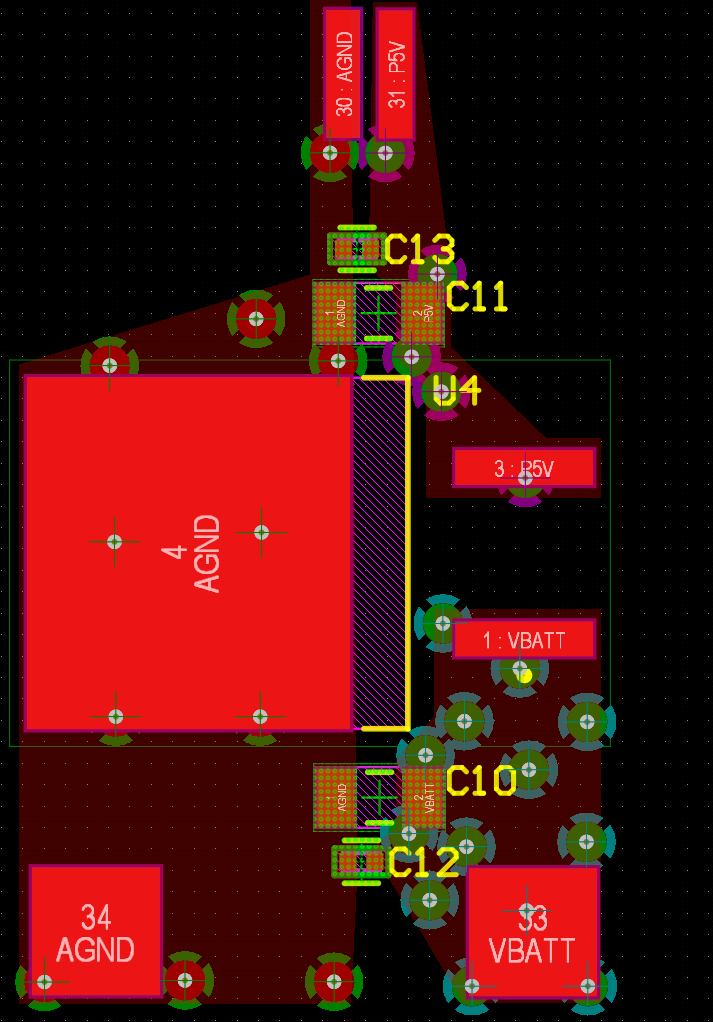 30 : AGND
31 : P5V
C13
1
AGND
2
P5V
C11
U4
3 : P5V
4
AGND
1 : VBATT
1
AGND
2
VBATT
C10
C12
34
AGND
33
VBATT